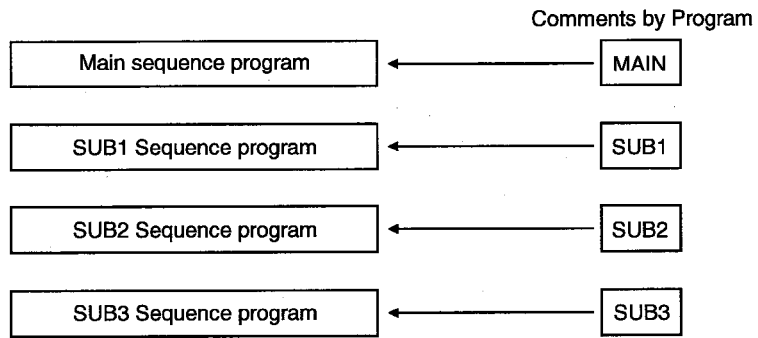 Comments by Program
Main sequence program MAIN
SUB1 Sequence program SUB1
SUB2 Sequence program SUB2
SUB3 Sequence program SUB3